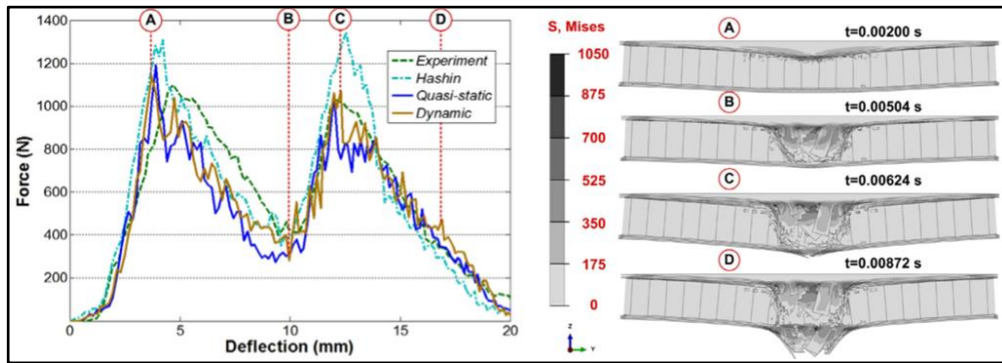 A
B
C
D
1400
1200
1000
800
600
400
200
Force (N)
Experiment
Hashin
Quasi-static
Dynamic
0
5
10
15
20
Deflection (mm)
S, Mises
1050
875
700
525
350
175
0
Z
Y
A
t=0.00200 s
B
t=0.00504 s
C
t=0.00624 s
D
t=0.00872 s